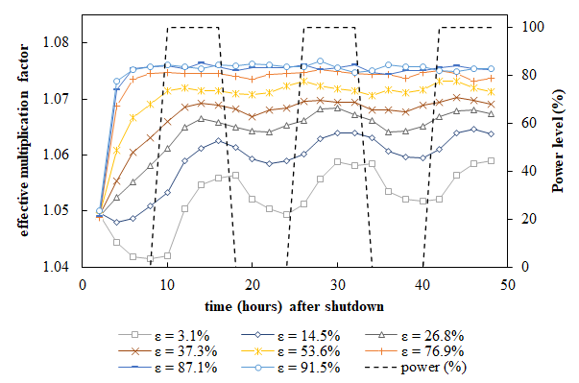 effective multiplication factor
1.08
1.07
1.06
1.05
1.04
0 10 20 30 40 50
time (hours) after shutdown
100
80
60
40
20
0
Power level (%)
ε = 3.1% ε = 14.5% ε = 26.8%
ε = 37.3% ε = 53.6% ε = 76.9%
ε = 87.1% ε = 91.5% power (%)